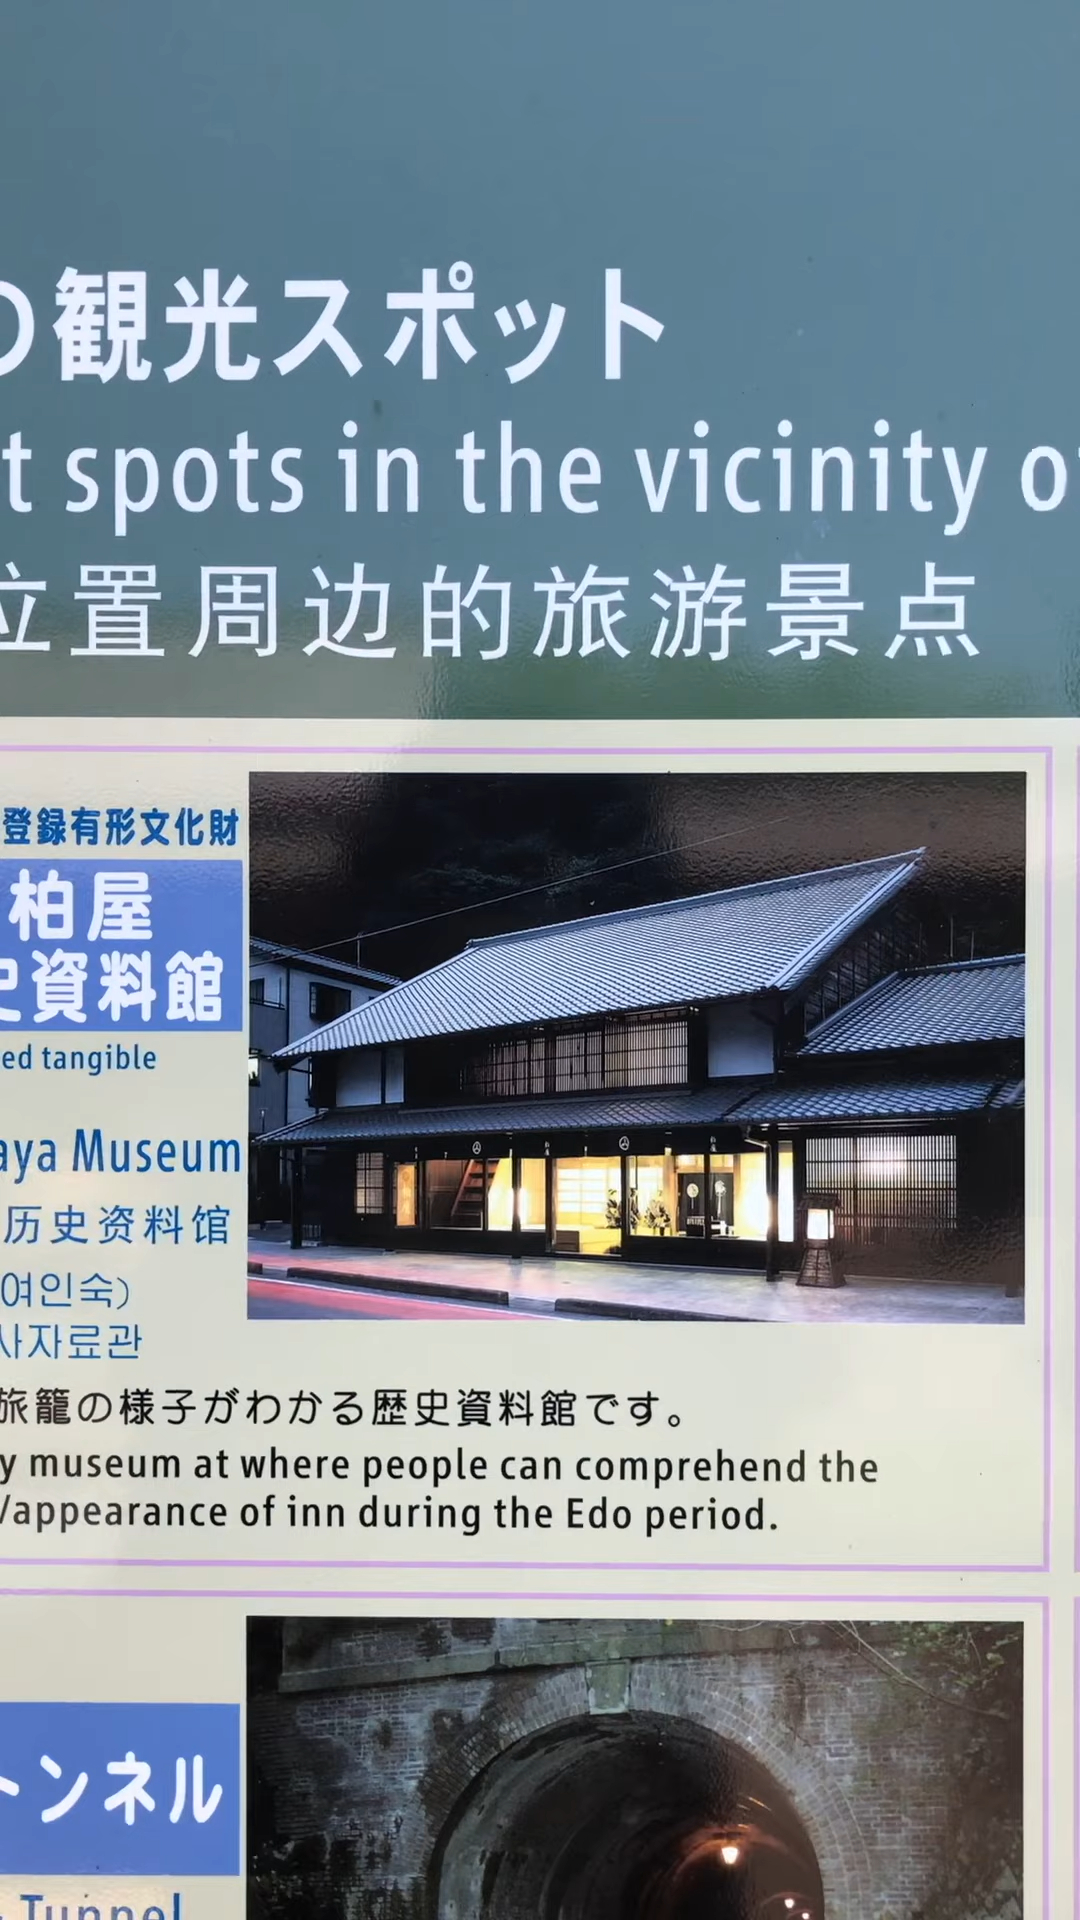 の観光スポット
t spots in the vicinity o
位置周边的旅游景点
登録有形文化財
柏屋
史資料館
ed tangible
aya Museum
历史资料馆
여인숙)
사자료관
旅籠の様子がわかる歴史資料館です。
y museum at where people can comprehend the
/appearance of inn during the Edo period.
トンネル
Tunnel